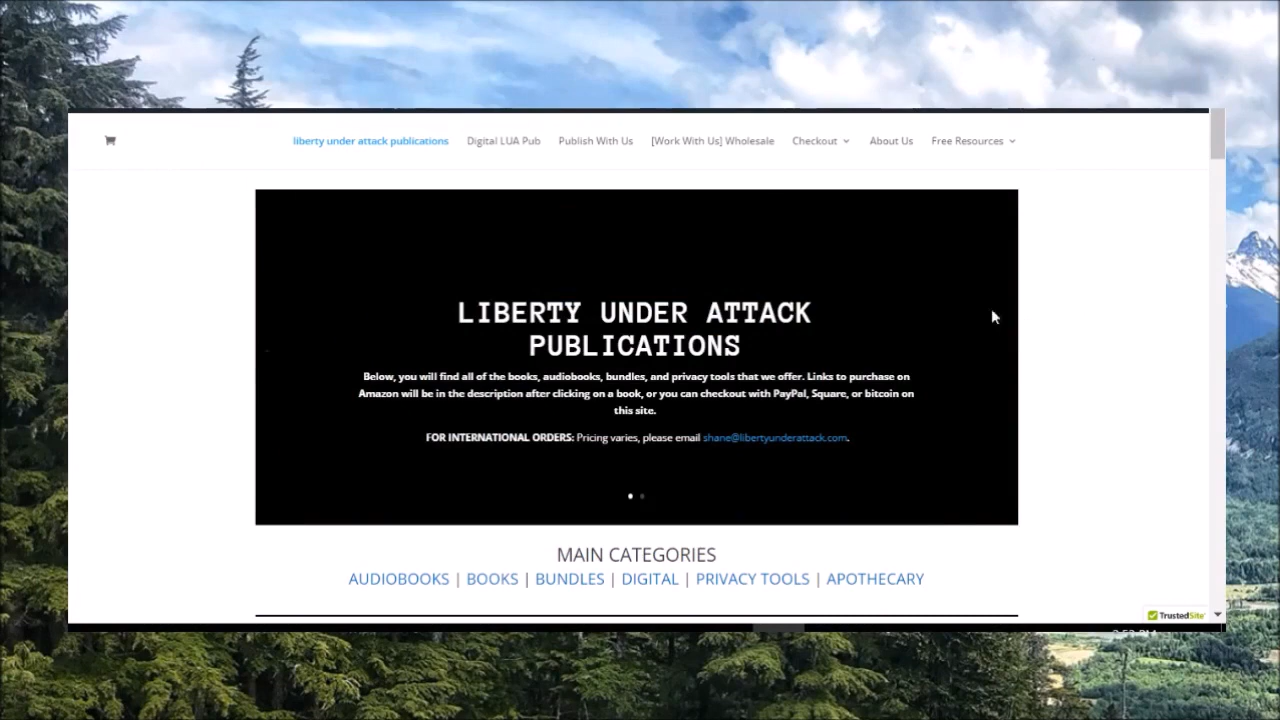 liberty under attack publications Digital LUA Pub Publish With Us [Work With Us] Wholesale Checkout About Us Free Resources
LIBERTY UNDER ATTACK
PUBLICATIONS
Below, you will find all of the books, audiobooks, bundles, and privacy tools that we offer. Links to purchase on
Amazon will be in the description after clicking on a book, or you can checkout with PayPal, Square, or bitcoin on
this site.
FOR INTERNATIONAL ORDERS: Pricing varies, please email shane@libertyunderattack.com.
MAIN CATEGORIES
AUDIOBOOKS | BOOKS | BUNDLES | DIGITAL | PRIVACY TOOLS | APOTHECARY
TrustedSite